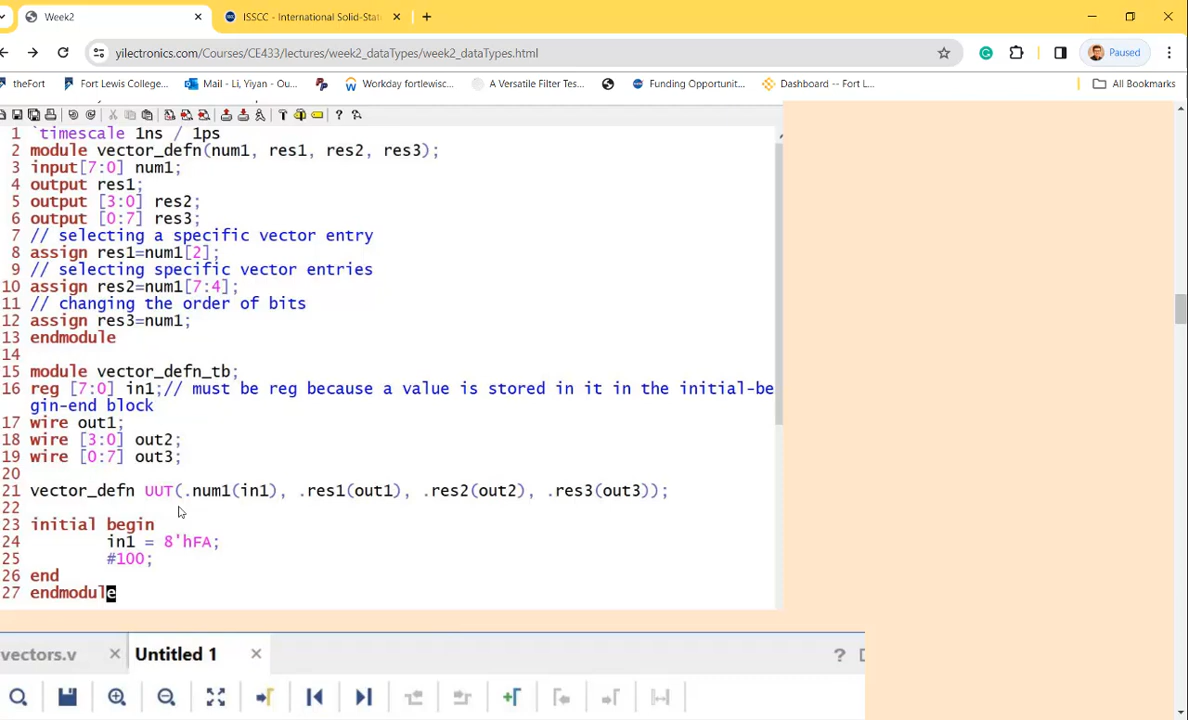 Week2
ISSCC - International Solid-Stat
yilectronics.com/Courses/CE433/lectures/week2_dataTypes/week2_dataTypes.html
Paused
theFort
Fort Lewis College...
Mail - Li, Yiyan - Ou...
Workday fortlewisc...
A Versatile Filter Tes...
Funding Opportunit...
Dashboard -- Fort L...
All Bookmarks
1 `timescale 1ns / 1ps
2 module vector_defn(num1, res1, res2, res3);
3 input[7:0] num1;
4 output res1;
5 output [3:0] res2;
6 output [0:7] res3;
7 // selecting a specific vector entry
8 assign res1=num1[2];
9 // selecting specific vector entries
10 assign res2=num1[7:4];
11 // changing the order of bits
12 assign res3=num1;
13 endmodule
14
15 module vector_defn_tb;
16 reg [7:0] in1;// must be reg because a value is stored in it in the initial-be
gin-end block
17 wire out1;
18 wire [3:0] out2;
19 wire [0:7] out3;
20
21 vector_defn UUT(.num1(in1), .res1(out1), .res2(out2), .res3(out3));
22
23 initial begin
24 in1 = 8'hFA;
25 #100;
26 end
27 endmodule
vectors.v
Untitled 1